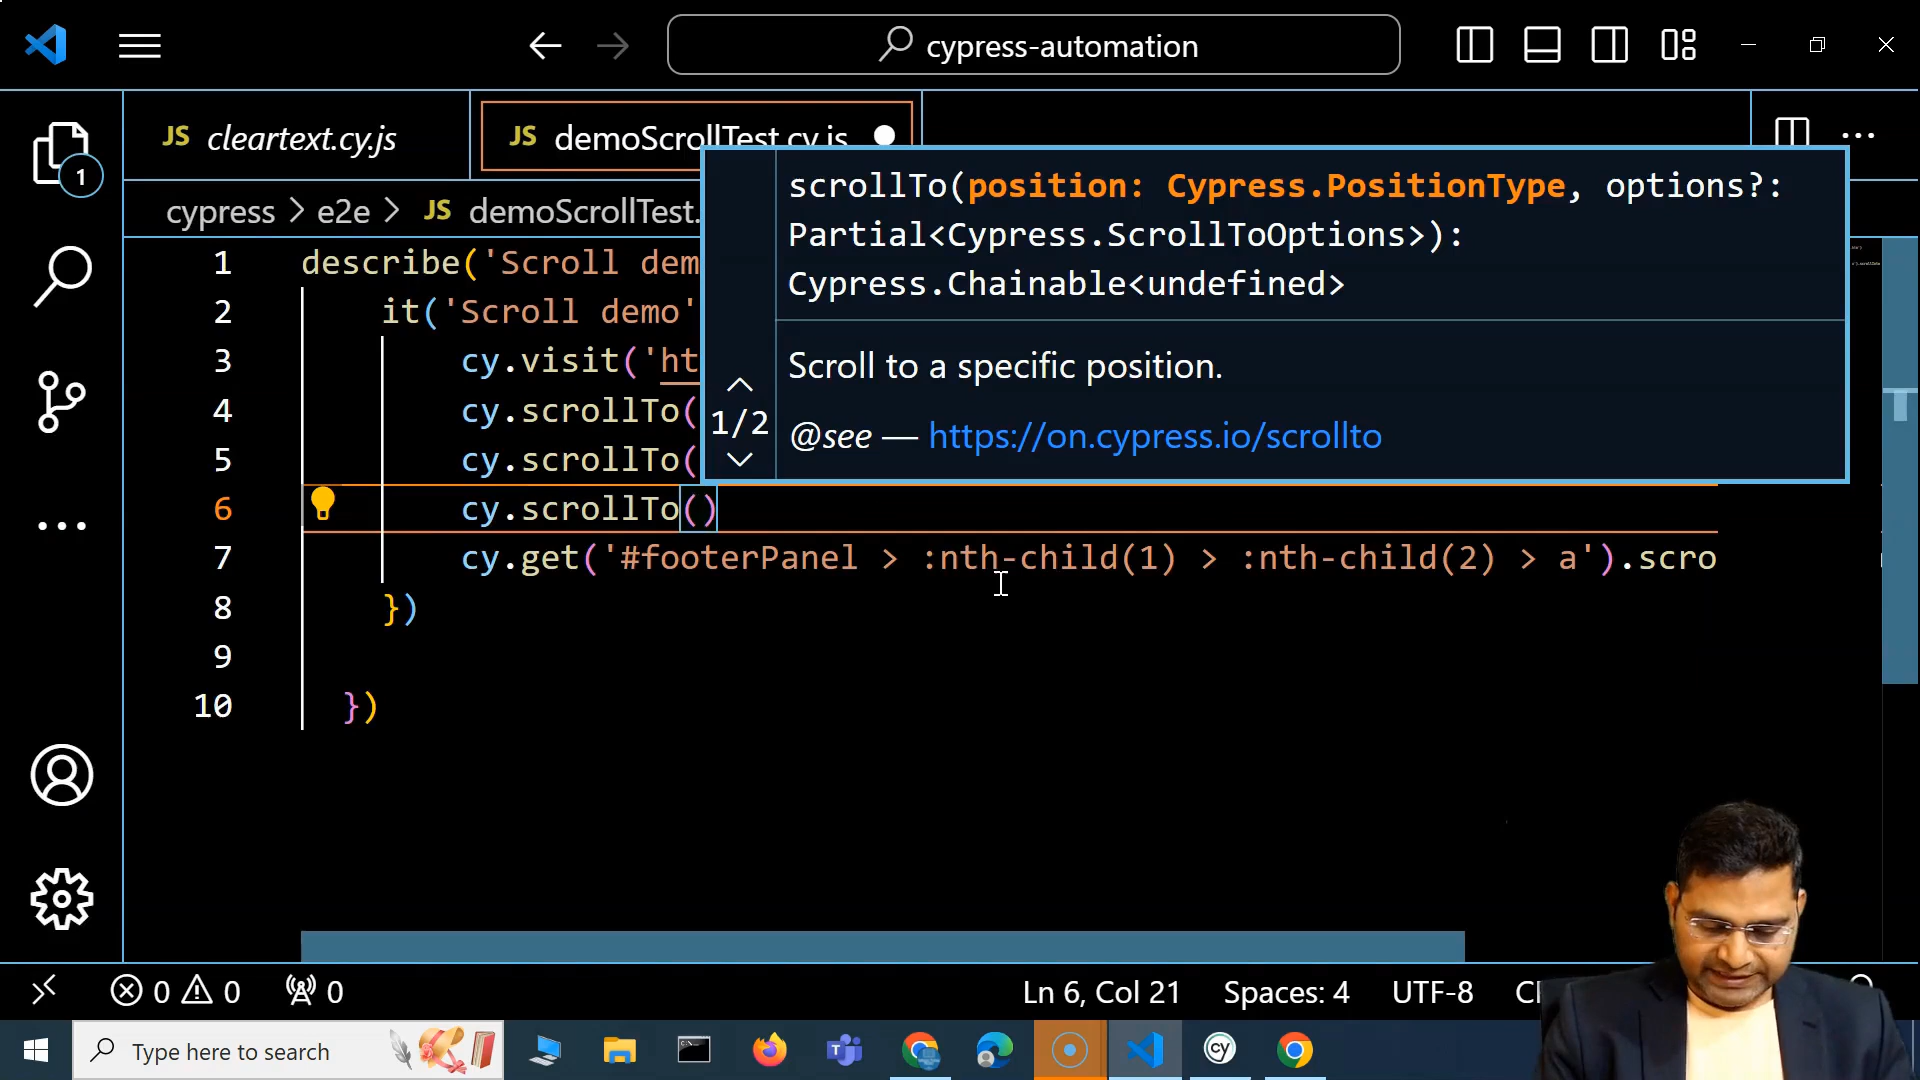 cypress-automation
JS cleartext.cy.js
JS demoScrollTest.cy.js
1
cypress > e2e > JS demoScrollTest.
scrollTo(position: Cypress.PositionType, options?:
Partial<Cypress.ScrollToOptions>):
Cypress.Chainable<undefined>
Scroll to a specific position.
1/2
@see — https://on.cypress.io/scrollto
1 describe('Scroll dem
2 it('Scroll demo'
3 cy.visit('ht
4 cy.scrollTo(
5 cy.scrollTo(
6 cy.scrollTo()
7 cy.get('#footerPanel > :nth-child(1) > :nth-child(2) > a').scro
8 })
9
10 })
0 0 0
Ln 6, Col 21 Spaces: 4 UTF-8
Type here to search
cy